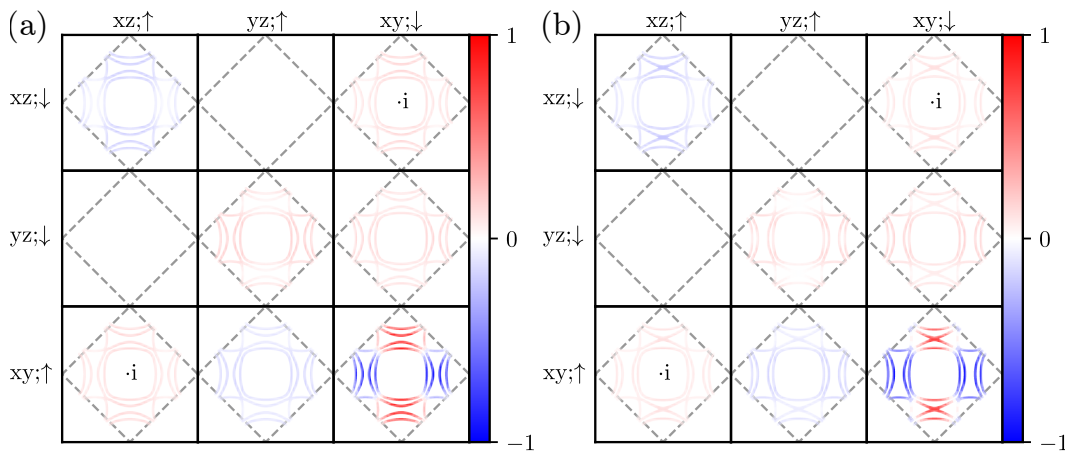 (a) xz;↑ yz;↑ xy;↓ 1
xz;↓ ·i
yz;↓ 0
xy;↑ ·i
−1
(b) xz;↑ yz;↑ xy;↓ 1
xz;↓ ·i
yz;↓ 0
xy;↑ ·i
−1